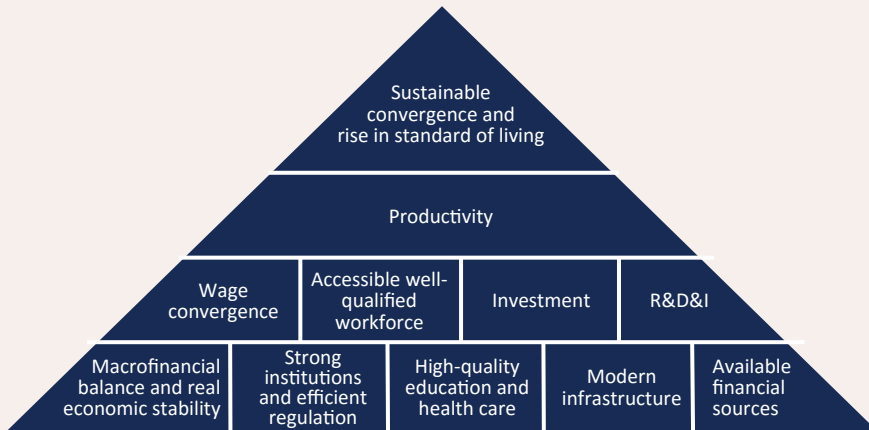 Sustainable
convergence and
rise in standard of living
Productivity
Wage
convergence
Accessible well-
qualified
workforce
Investment
R&D&I
Macrofinancial
balance and real
economic stability
Strong
institutions
and efficient
regulation
High-quality
education and
health care
Modern
infrastructure
Available
financial
sources